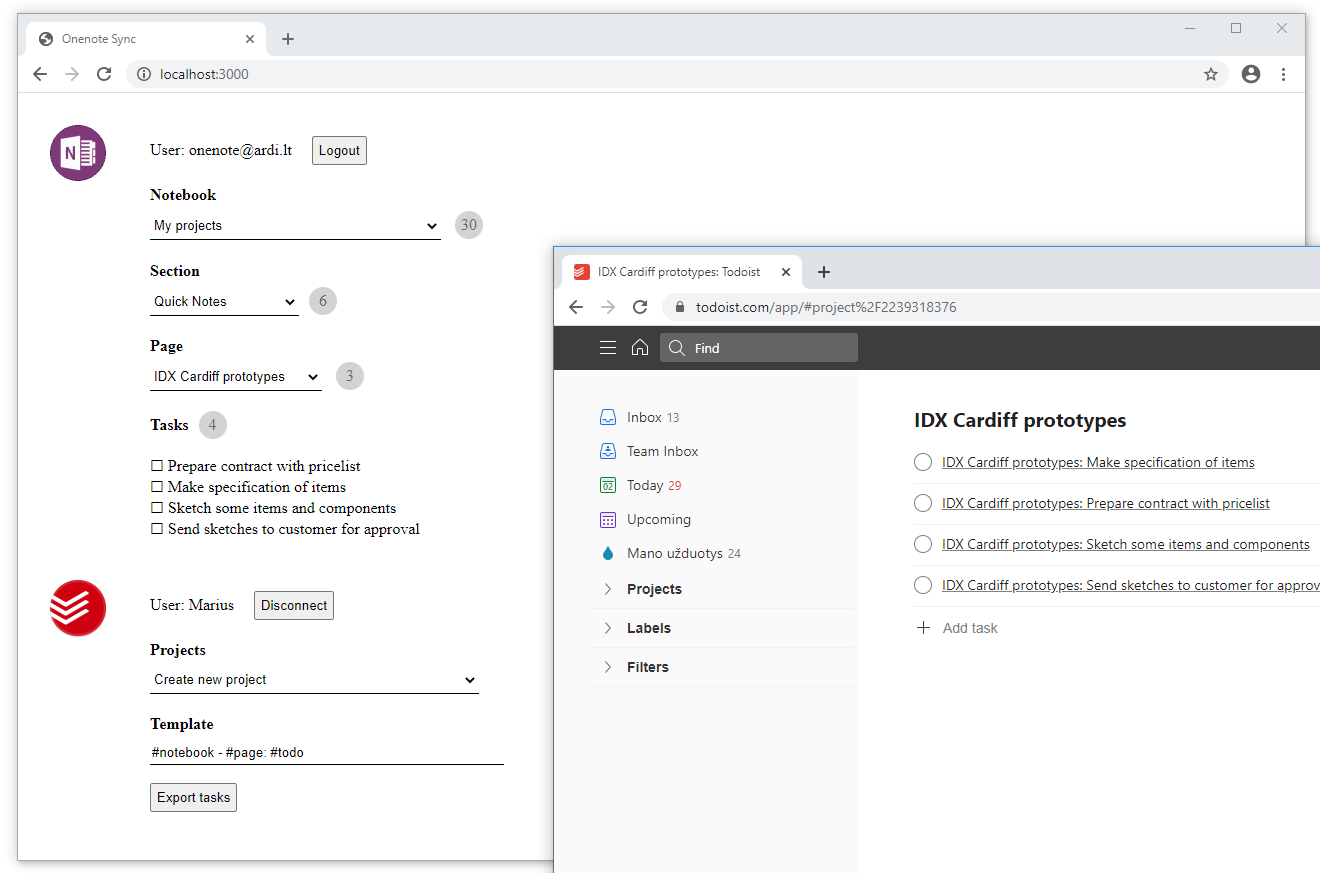 Onenote Sync
localhost:3000
N
User: onenote@ardi.lt Logout
Notebook
My projects 30
Section
Quick Notes 6
Page
IDX Cardiff prototypes 3
Tasks 4
Prepare contract with pricelist
Make specification of items
Sketch some items and components
Send sketches to customer for approval
User: Marius Disconnect
Projects
Create new project
Template
#notebook - #page: #todo
Export tasks
IDX Cardiff prototypes: Todoist
todoist.com/app/#project%2F2239318376
Find
Inbox 13
Team Inbox
02 Today 29
Upcoming
Mano užduotys 24
Projects
Labels
Filters
IDX Cardiff prototypes
IDX Cardiff prototypes: Make specification of items
IDX Cardiff prototypes: Prepare contract with pricelist
IDX Cardiff prototypes: Sketch some items and components
IDX Cardiff prototypes: Send sketches to customer for approv
Add task